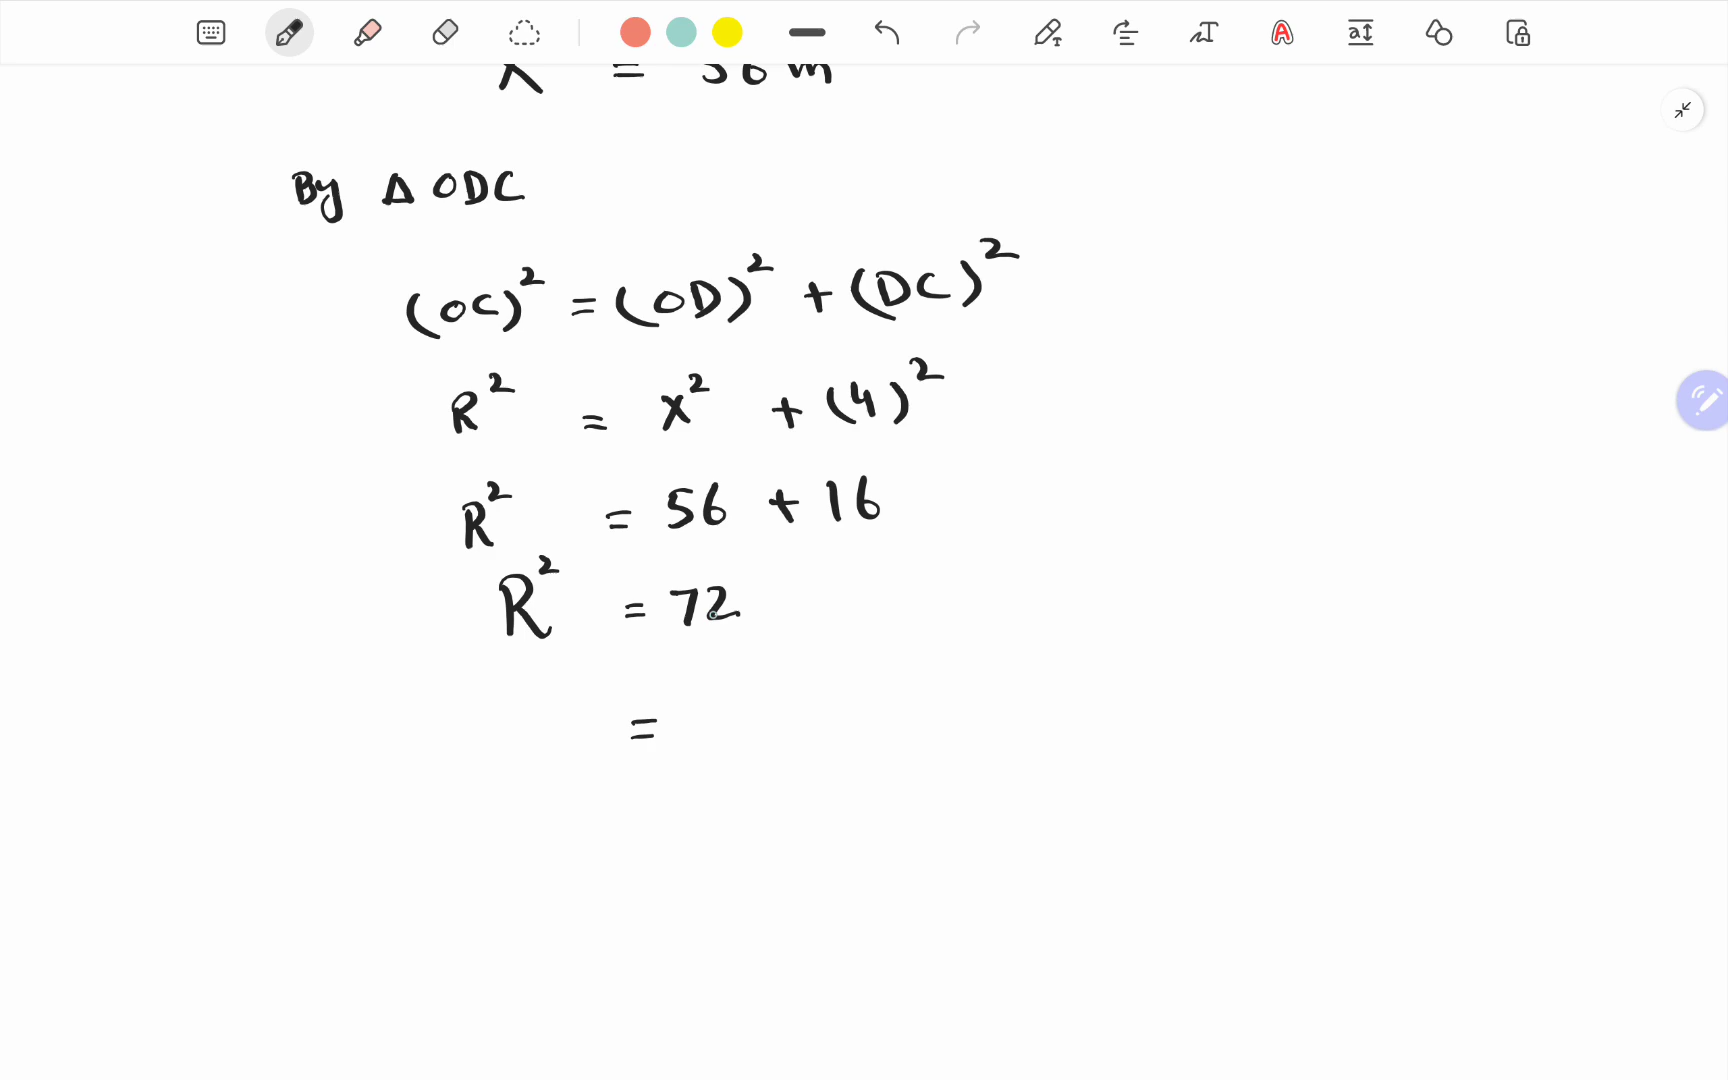 By Δ ODC
(OC)² = (OD)² + (DC)²
R² = x² + (4)²
R² = 56 + 16
R² = 72
=